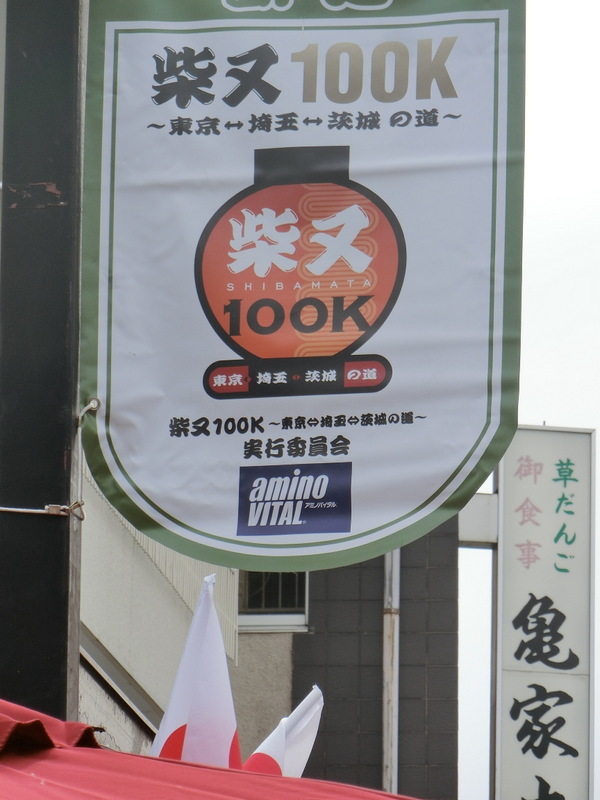 柴又100K
～東京⇔埼玉⇔茨城 の道～
柴又
SHIBAMATA
100K
東京⇔埼玉⇔茨城 の道
柴又100K～東京⇔埼玉⇔茨城の道～
実行委員会
amino
VITAL®
アミノバイタル
草だんご
御食事
亀家